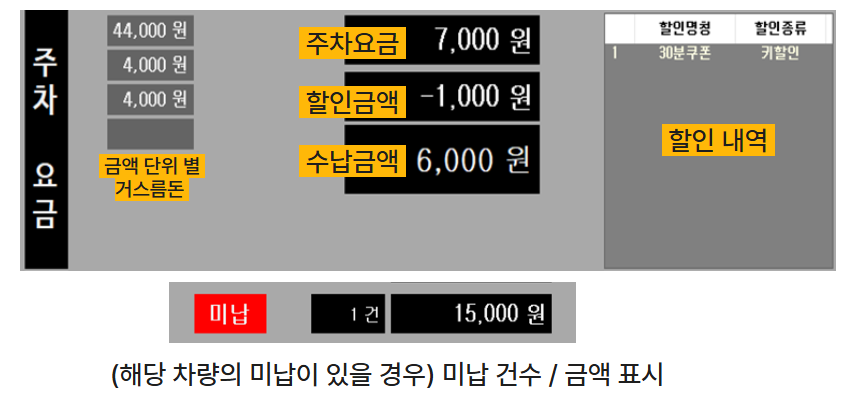 주차 요금
44,000 원
4,000 원
4,000 원
금액 단위 별
거스름돈
주차요금 7,000 원
할인금액 -1,000 원
수납금액 6,000 원
할인명칭 할인종류
1 30분쿠폰 키할인
할인 내역
미납 1 건 15,000 원
(해당 차량의 미납이 있을 경우) 미납 건수 / 금액 표시